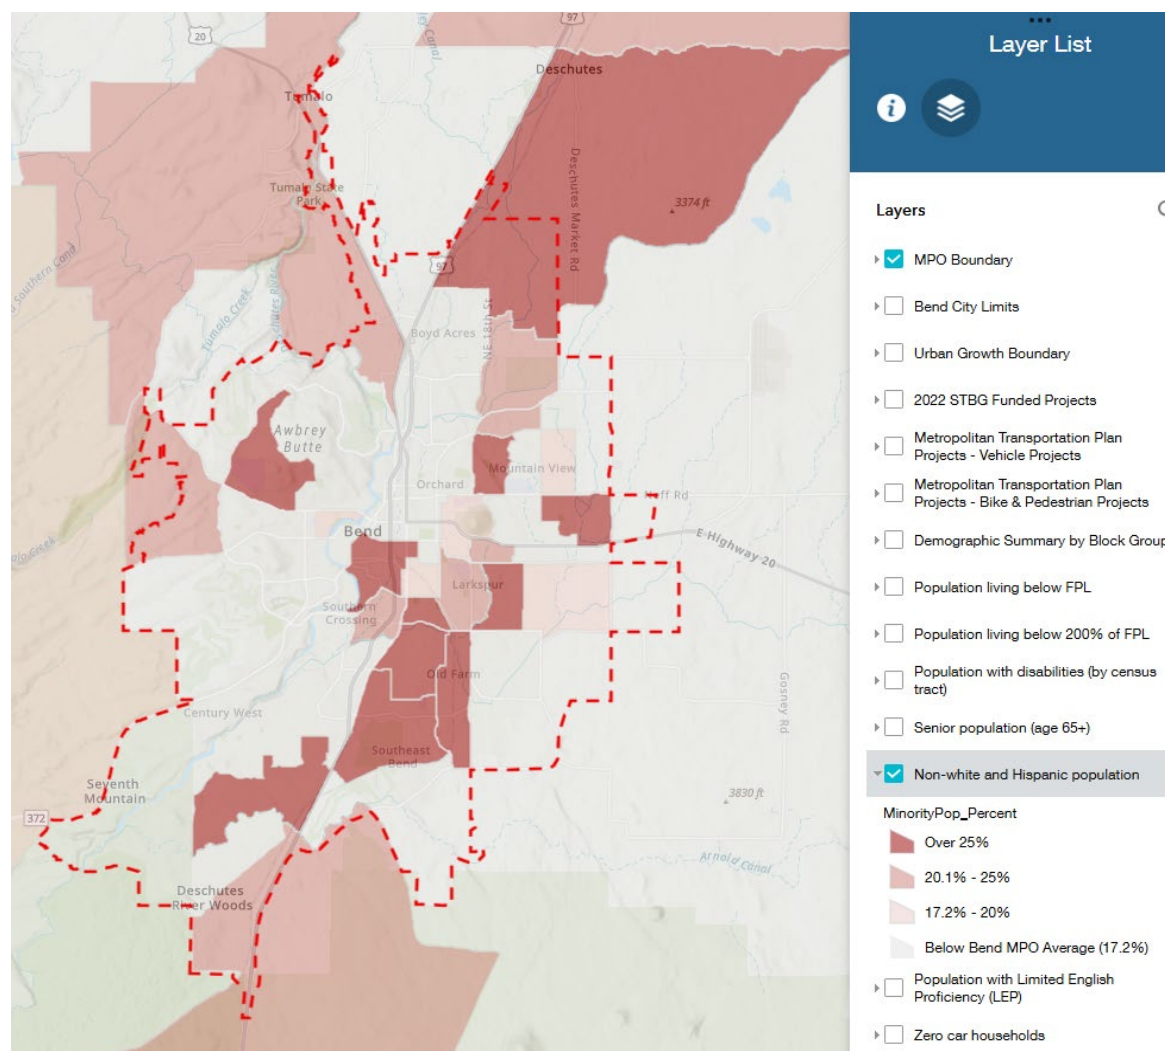 20
97
Deschutes
Tumalo
Tumalo State
Park
Deschutes Market Rd
3374 ft
97
Tumalo Creek
Deschutes River
Boyd Acres
NE 18th St
Awbrey
Butte
Mountain View
Orchard
Neff Rd
Bend
E Highway 20
Larkspur
Southern
Crossing
Old Farm
Century West
Gosney Rd
Southeast
Bend
Seventh
Mountain
3830 ft
372
Arnold Canal
Deschutes
River Woods
Layer List
i
Layers
MPO Boundary
Bend City Limits
Urban Growth Boundary
2022 STBG Funded Projects
Metropolitan Transportation Plan
Projects - Vehicle Projects
Metropolitan Transportation Plan
Projects - Bike & Pedestrian Projects
Demographic Summary by Block Group
Population living below FPL
Population living below 200% of FPL
Population with disabilities (by census
tract)
Senior population (age 65+)
Non-white and Hispanic population
MinorityPop_Percent
Over 25%
20.1% - 25%
17.2% - 20%
Below Bend MPO Average (17.2%)
Population with Limited English
Proficiency (LEP)
Zero car households